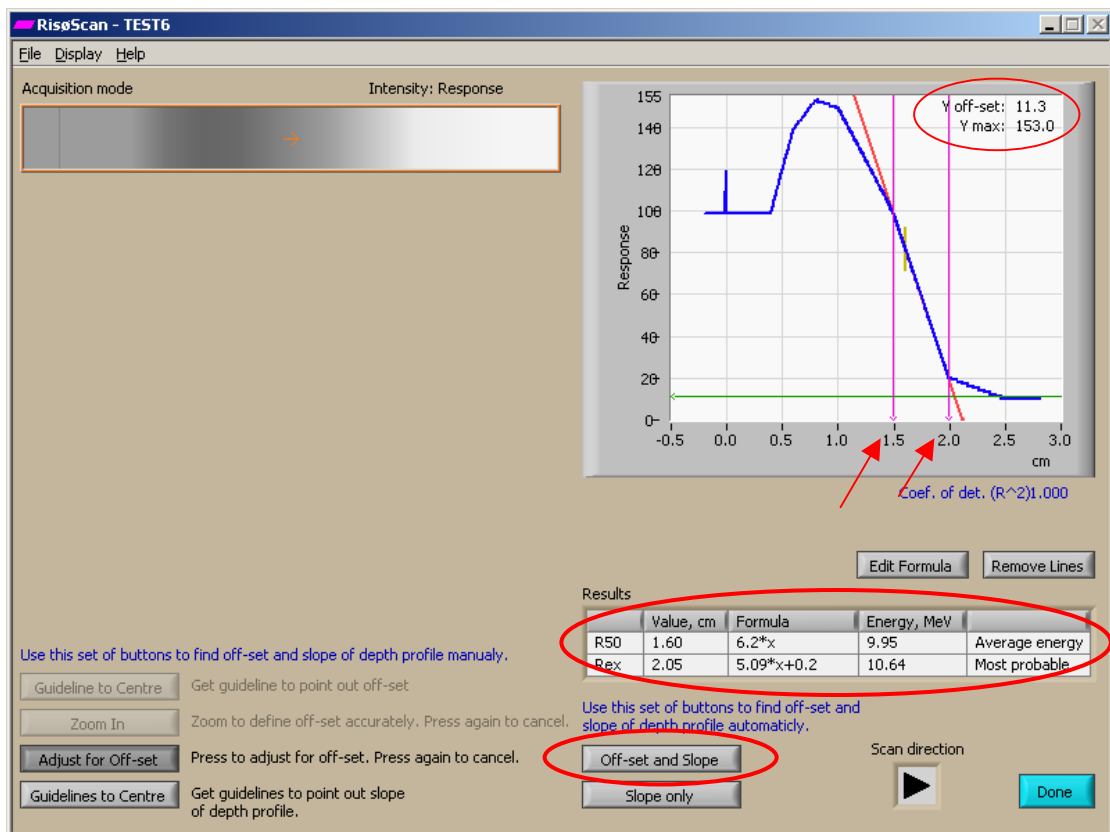 RisøScan - TEST6
File Display Help
Acquisition mode
Intensity: Response
Y off-set: 11.3
Y max: 153.0
155
140
120
100
80
60
40
20
0
Response
-0.5 0.0 0.5 1.0 1.5 2.0 2.5 3.0
cm
Coef. of det. (R^2)1.000
Edit Formula
Remove Lines
Results
Value, cm Formula Energy, MeV
R50 1.60 6.2*x 9.95 Average energy
Rex 2.05 5.09*x+0.2 10.64 Most probable
Use this set of buttons to find off-set and slope of depth profile manualy.
Guideline to Centre
Get guideline to point out off-set
Zoom In
Zoom to define off-set accurately. Press again to cancel.
Adjust for Off-set
Press to adjust for off-set. Press again to cancel.
Guidelines to Centre
Get guidelines to point out slope
of depth profile.
Use this set of buttons to find off-set and
slope of depth profile automaticly.
Off-set and Slope
Slope only
Scan direction
Done